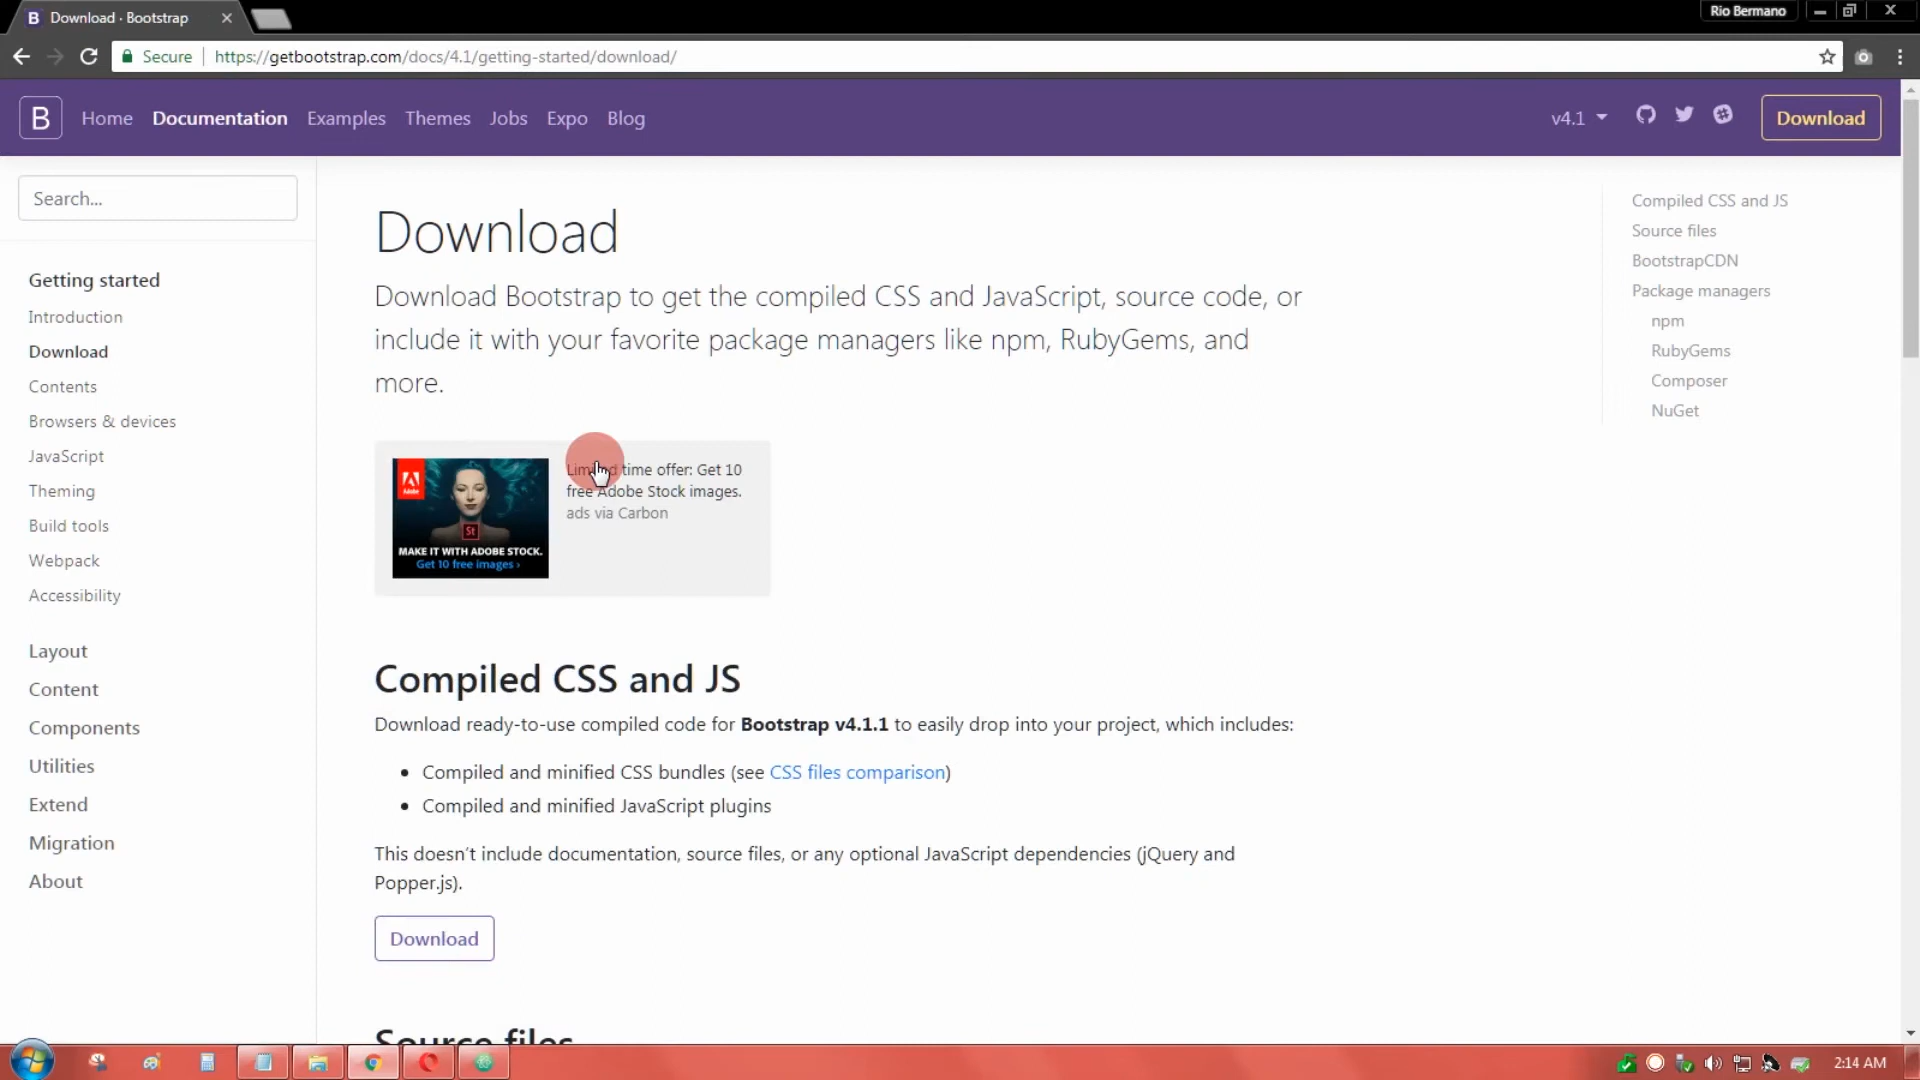 B Download · Bootstrap
Rio Bermano
Secure https://getbootstrap.com/docs/4.1/getting-started/download/
B Home Documentation Examples Themes Jobs Expo Blog v4.1 Download
Search...
Getting started
Introduction
Download
Contents
Browsers & devices
JavaScript
Theming
Build tools
Webpack
Accessibility
Layout
Content
Components
Utilities
Extend
Migration
About
Download
Download Bootstrap to get the compiled CSS and JavaScript, source code, or
include it with your favorite package managers like npm, RubyGems, and
more.
Adobe
St
MAKE IT WITH ADOBE STOCK.
Get 10 free images ›
Limited time offer: Get 10
free Adobe Stock images.
ads via Carbon
Compiled CSS and JS
Download ready-to-use compiled code for Bootstrap v4.1.1 to easily drop into your project, which includes:
Compiled and minified CSS bundles (see CSS files comparison)
Compiled and minified JavaScript plugins
This doesn’t include documentation, source files, or any optional JavaScript dependencies (jQuery and
Popper.js).
Download
Source files
Compiled CSS and JS
Source files
BootstrapCDN
Package managers
npm
RubyGems
Composer
NuGet
2:14 AM